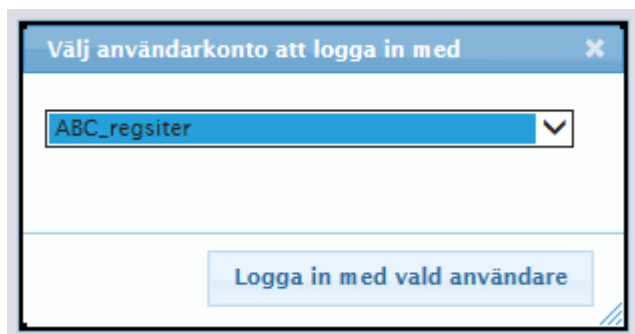 Välj användarkonto att logga in med
ABC_regsiter
Logga in med vald användare